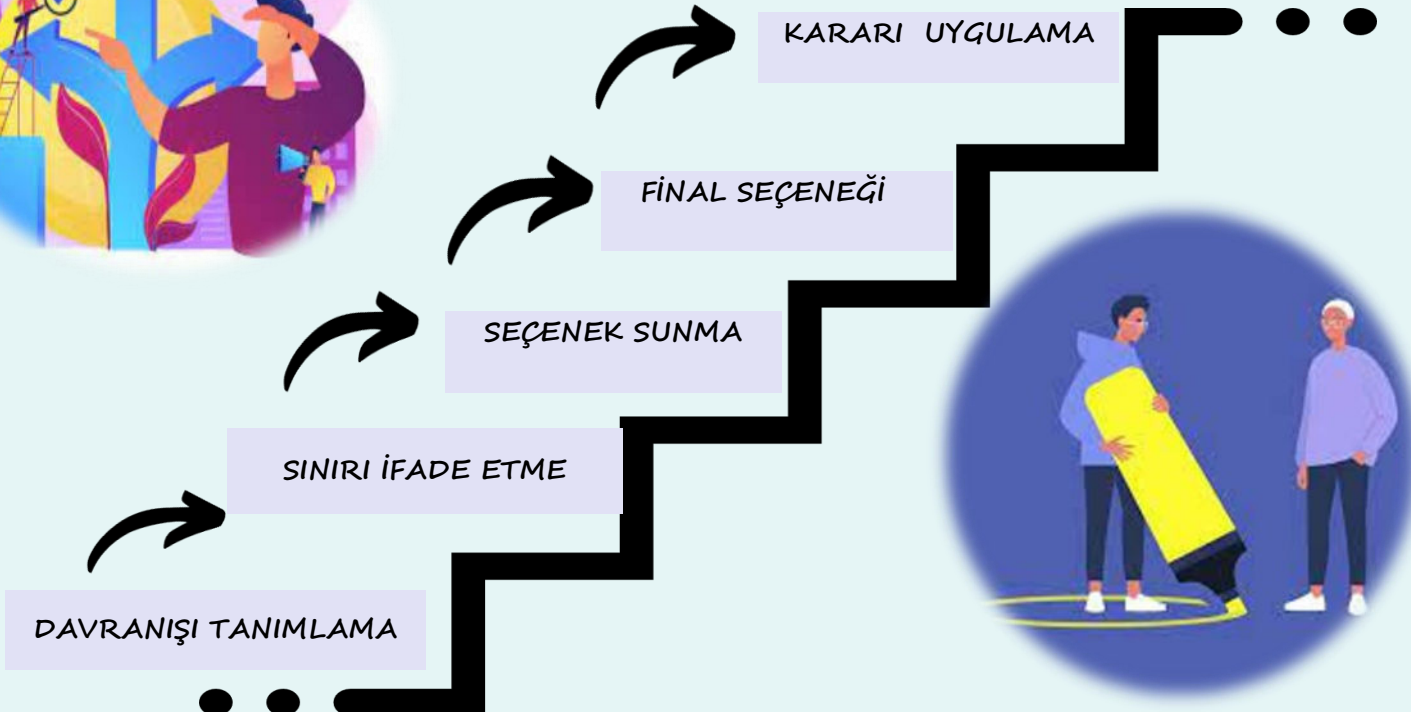 KARARI UYGULAMA
FİNAL SEÇENEĞİ
SEÇENEK SUNMA
SINIRI İFADE ETME
DAVRANIŞI TANIMLAMA